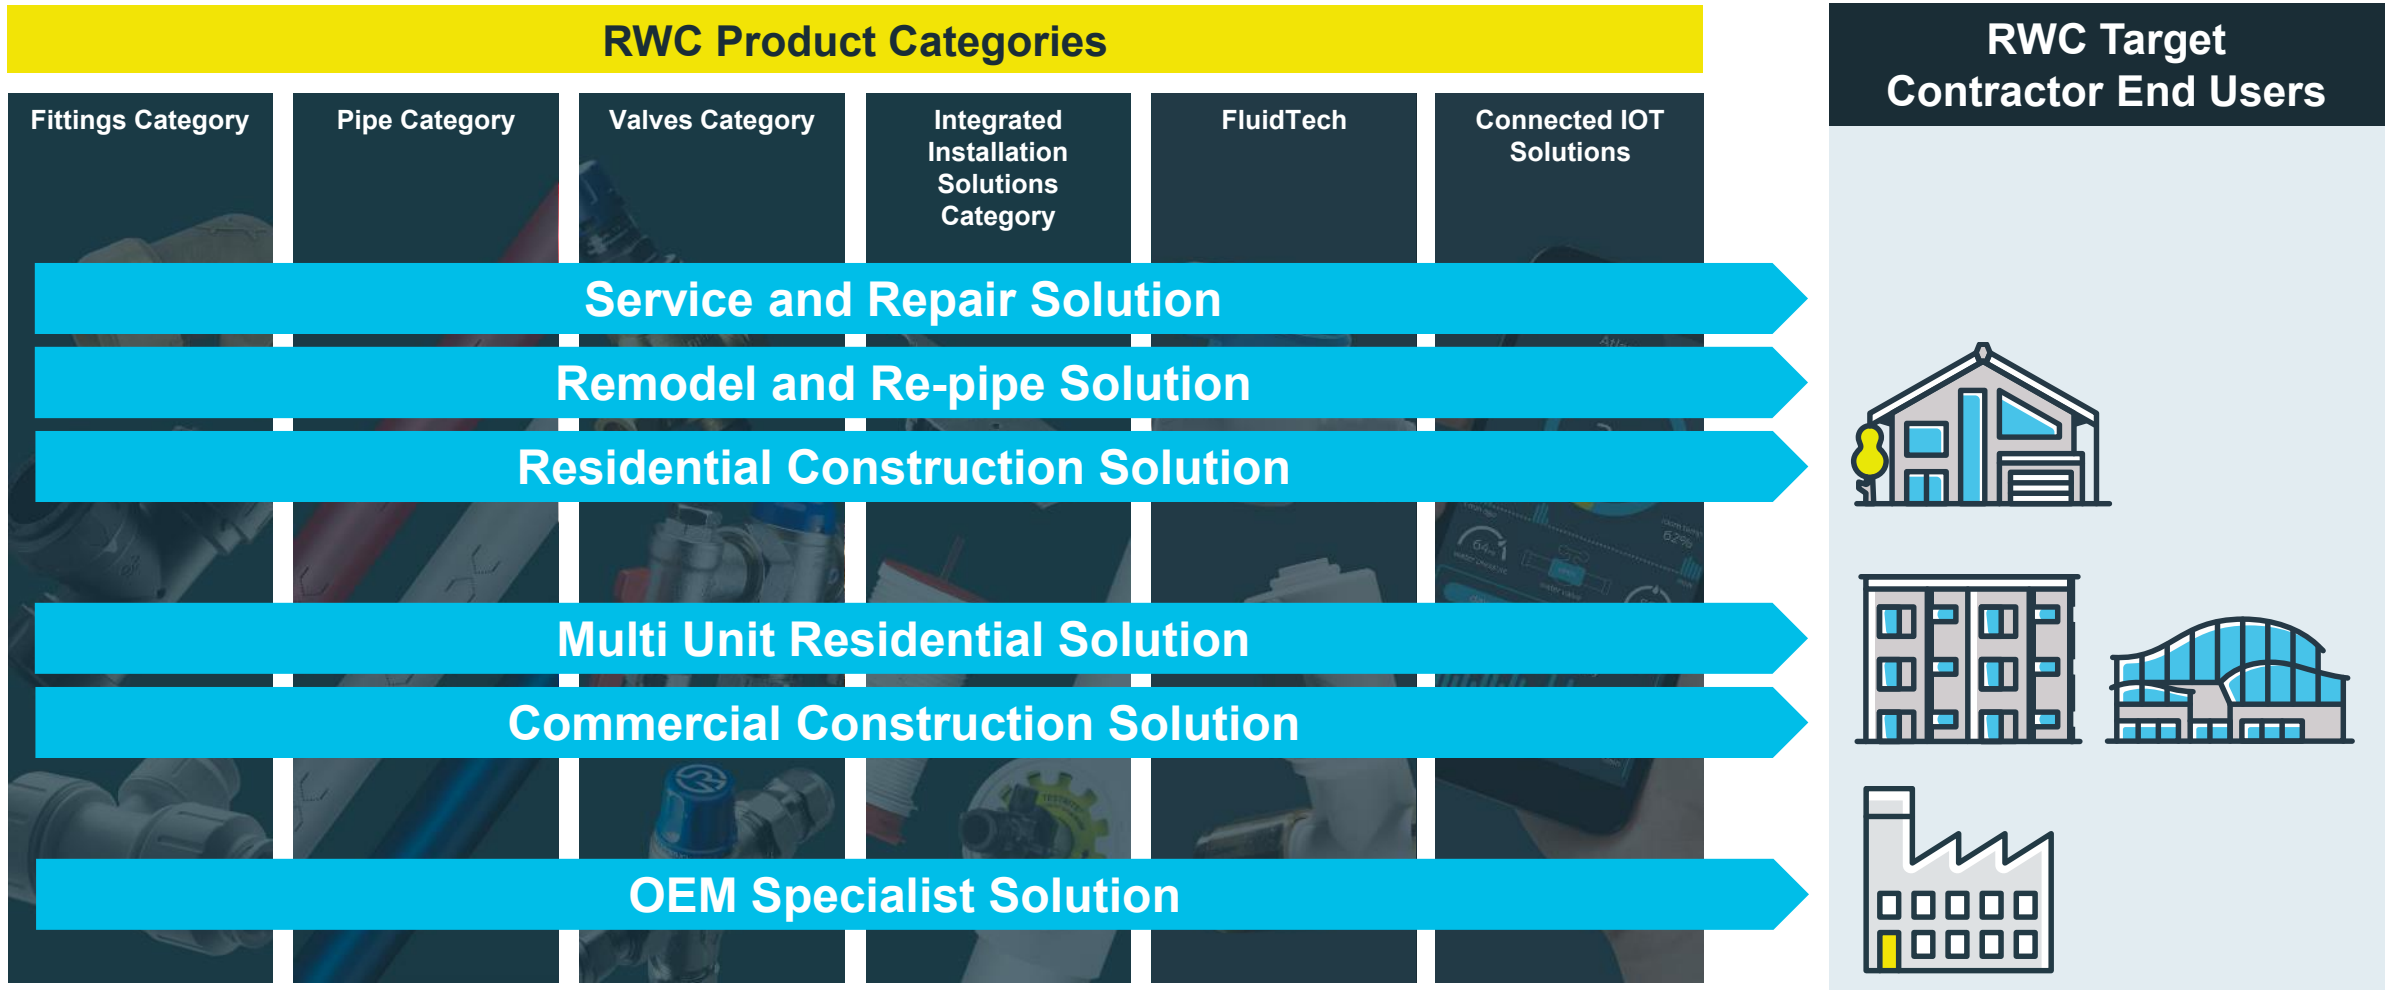 RWC Product Categories
RWC Target
Contractor End Users
Fittings Category
Pipe Category
Valves Category
Integrated
Installation
Solutions
Category
FluidTech
Connected IOT
Solutions
Service and Repair Solution
Remodel and Re-pipe Solution
Residential Construction Solution
62%
64
Multi Unit Residential Solution
Commercial Construction Solution
OEM Specialist Solution